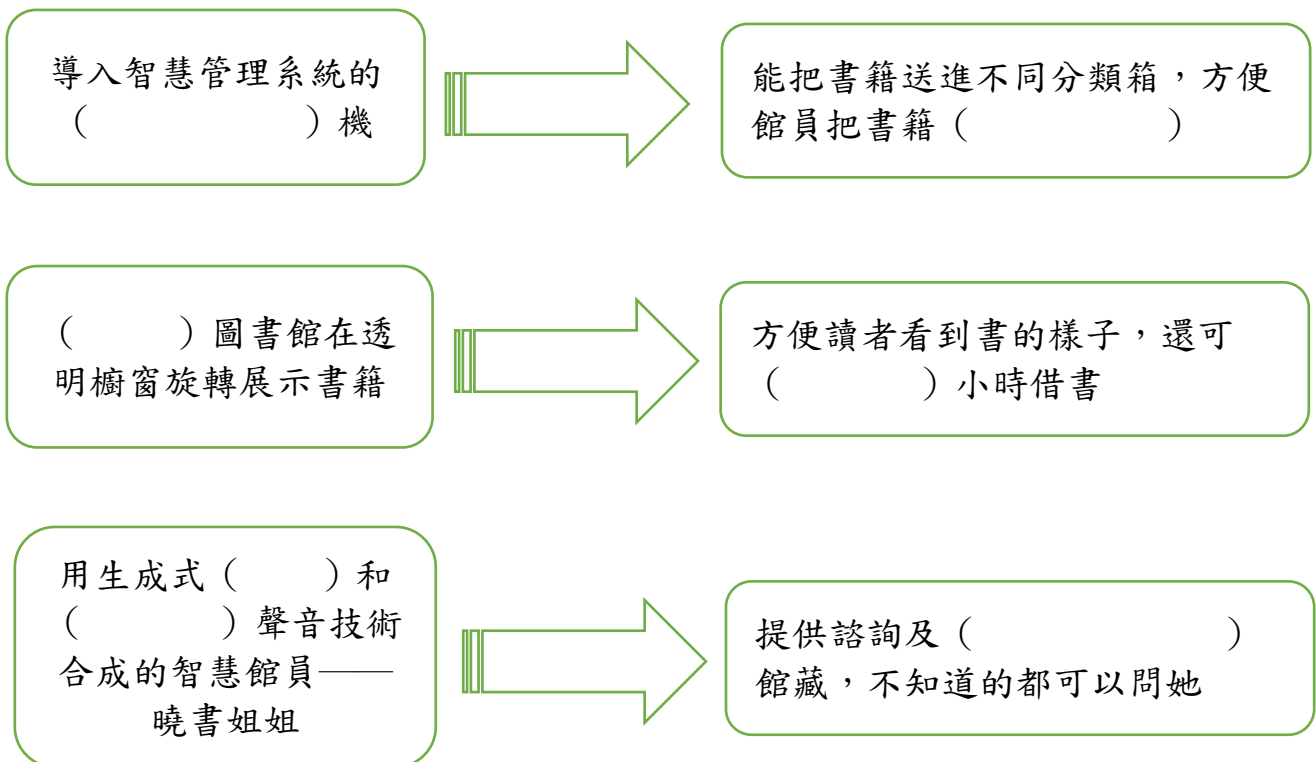 導入智慧管理系統的
（　　　　　　）機
能把書籍送進不同分類箱，方便
館員把書籍（　　　　　　）
（　　　）圖書館在透
明櫥窗旋轉展示書籍
方便讀者看到書的樣子，還可
（　　　　）小時借書
用生成式（　　）和
（　　　　）聲音技術
合成的智慧館員——
曉書姐姐
提供諮詢及（　　　　　　　）
館藏，不知道的都可以問她